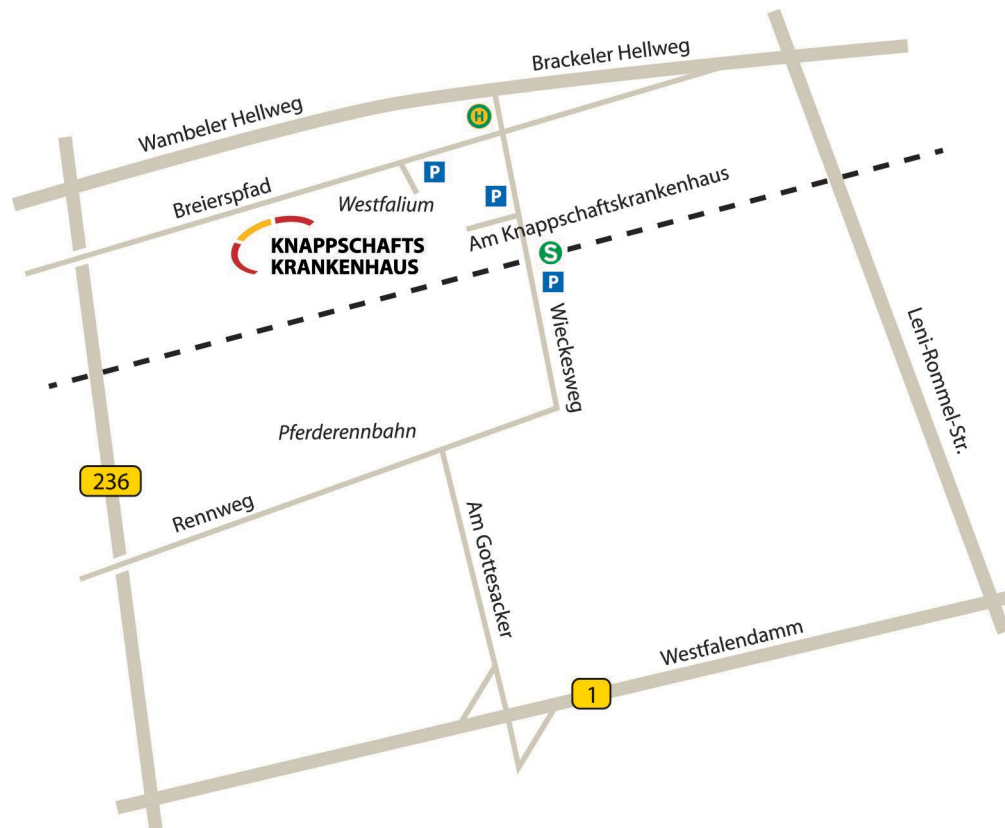 Brackeler Hellweg
Wambeler Hellweg
H
P
Breierspfad
Westfalium
P
Am Knappschaftskrankenhaus
KNAPPSCHAFTS
KRANKENHAUS
S
P
Wieckesweg
Leni-Rommel-Str.
Pferderennbahn
236
Rennweg
Am Gottesacker
Westfalendamm
1